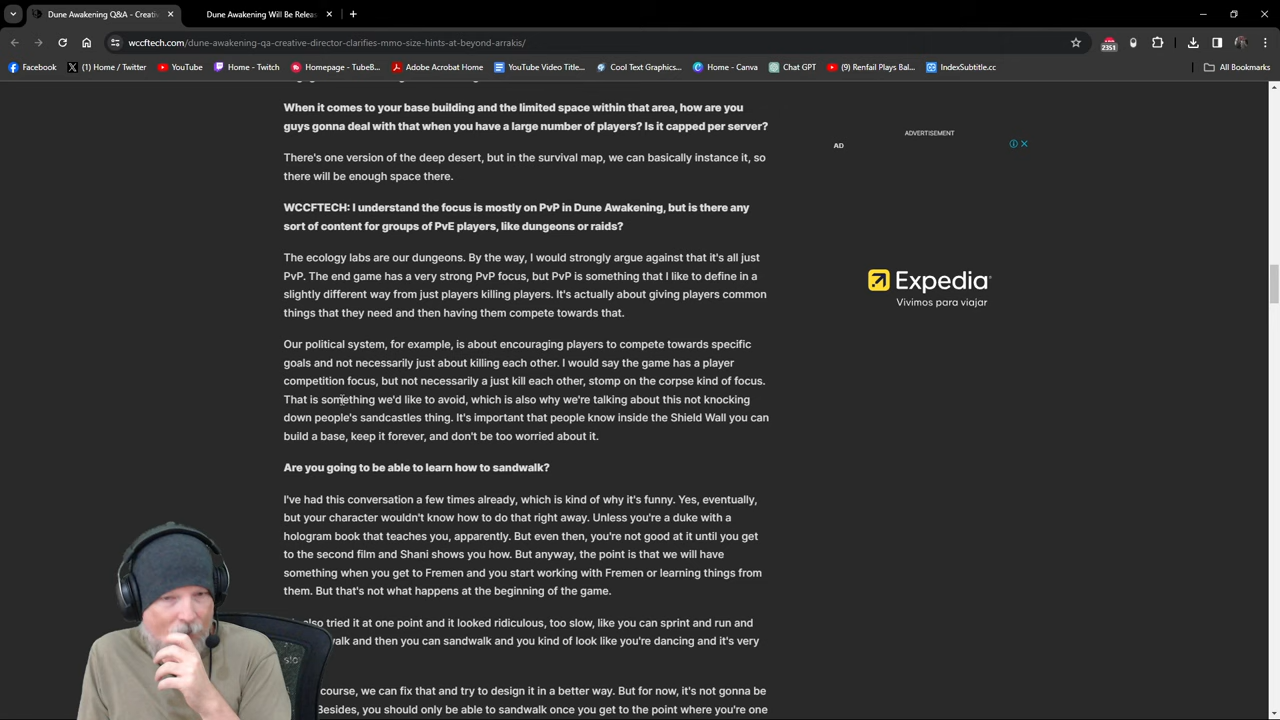 Dune Awakening Q&A - Creati
Dune Awakening Will Be Relea
wccftech.com/dune-awakening-qa-creative-director-clarifies-mmo-size-hints-at-beyond-arrakis/
2351
Facebook
(1) Home / Twitter
YouTube
Home - Twitch
Homepage - TubeB...
Adobe Acrobat Home
YouTube Video Title...
Cool Text Graphics...
Home - Canva
Chat GPT
(9) Renfail Plays Bal...
IndexSubtitle.cc
All Bookmarks
When it comes to your base building and the limited space within that area, how are you
guys gonna deal with that when you have a large number of players? Is it capped per server?
There's one version of the deep desert, but in the survival map, we can basically instance it, so
there will be enough space there.
WCCFTECH: I understand the focus is mostly on PvP in Dune Awakening, but is there any
sort of content for groups of PvE players, like dungeons or raids?
The ecology labs are our dungeons. By the way, I would strongly argue against that it's all just
PvP. The end game has a very strong PvP focus, but PvP is something that I like to define in a
slightly different way from just players killing players. It's actually about giving players common
things that they need and then having them compete towards that.
Our political system, for example, is about encouraging players to compete towards specific
goals and not necessarily just about killing each other. I would say the game has a player
competition focus, but not necessarily a just kill each other, stomp on the corpse kind of focus.
That is something we'd like to avoid, which is also why we're talking about this not knocking
down people's sandcastles thing. It's important that people know inside the Shield Wall you can
build a base, keep it forever, and don't be too worried about it.
Are you going to be able to learn how to sandwalk?
I've had this conversation a few times already, which is kind of why it's funny. Yes, eventually,
but your character wouldn't know how to do that right away. Unless you're a duke with a
hologram book that teaches you, apparently. But even then, you're not good at it until you get
to the second film and Shani shows you how. But anyway, the point is that we will have
something when you get to Fremen and you start working with Fremen or learning things from
them. But that's not what happens at the beginning of the game.
also tried it at one point and it looked ridiculous, too slow, like you can sprint and run and
walk and then you can sandwalk and you kind of look like you're dancing and it's very
course, we can fix that and try to design it in a better way. But for now, it's not gonna be
Besides, you should only be able to sandwalk once you get to the point where you're one
ADVERTISEMENT
AD
Expedia
Vivimos para viajar